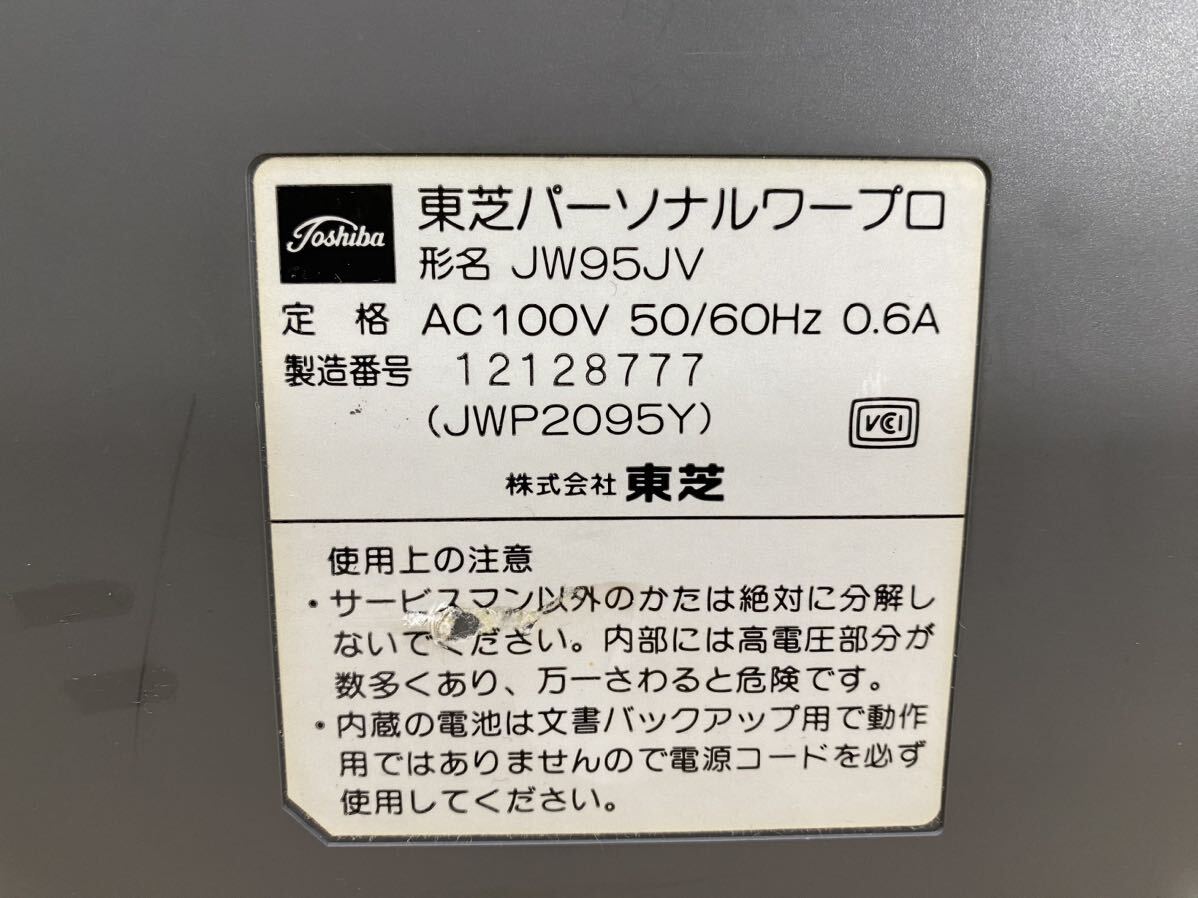 Toshiba
東芝パーソナルワープロ
形名 JW95JV
定 格 AC100V 50/60Hz 0.6A
製造番号 12128777
(JWP2095Y)
VCCI
株式会社 東芝
使用上の注意
・サービスマン以外のかたは絶対に分解し
ないでください。内部には高電圧部分が
数多くあり、万一さわると危険です。
・内蔵の電池は文書バックアップ用で動作
用ではありませんので電源コードを必ず
使用してください。